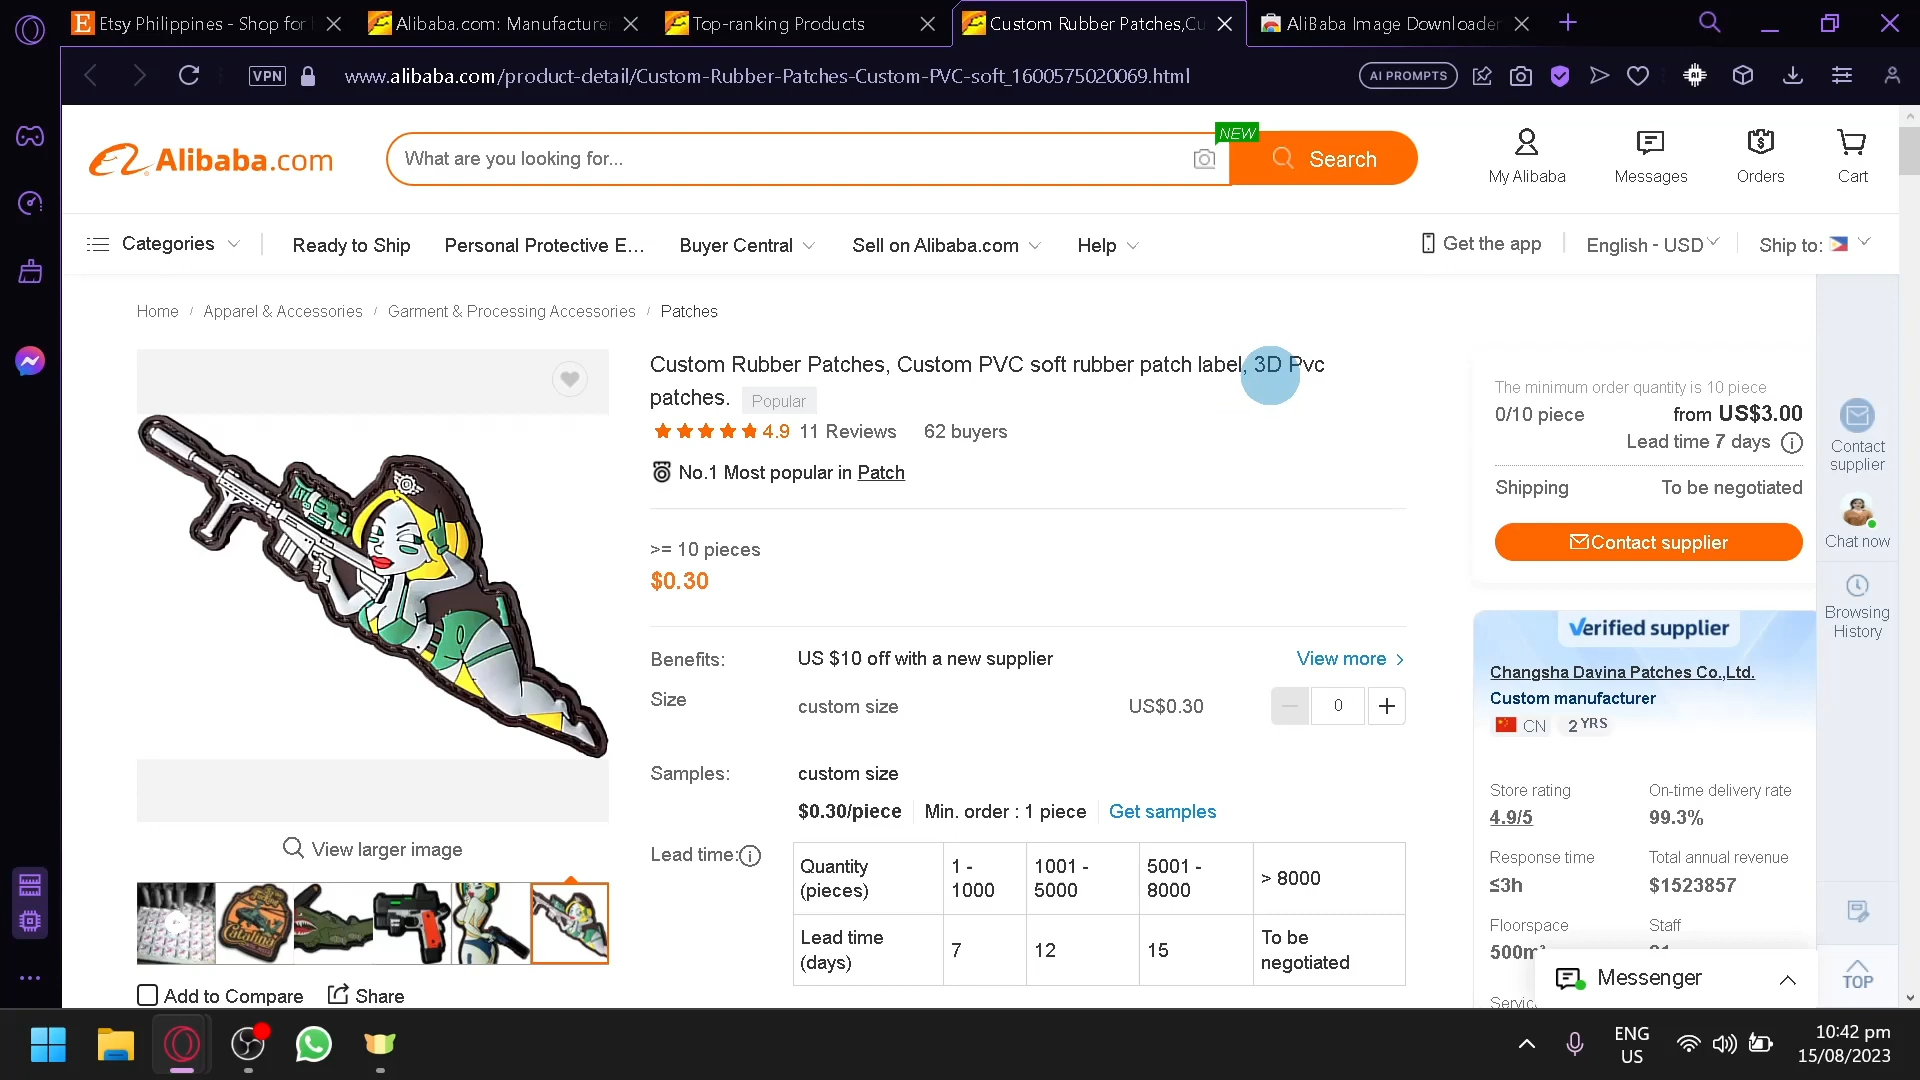 Etsy Philippines - Shop for
Alibaba.com: Manufacturer
Top-ranking Products
Custom Rubber Patches,Cu
AliBaba Image Downloader
VPN
www.alibaba.com/product-detail/Custom-Rubber-Patches-Custom-PVC-soft_1600575020069.html
AI PROMPTS
Alibaba.com
What are you looking for...
NEW
Search
My Alibaba
Messages
Orders
Cart
Categories
Ready to Ship
Personal Protective E...
Buyer Central
Sell on Alibaba.com
Help
Get the app
English - USD
Ship to:
Home / Apparel & Accessories / Garment & Processing Accessories / Patches
Custom Rubber Patches, Custom PVC soft rubber patch label, 3D Pvc
patches. Popular
4.9 11 Reviews 62 buyers
No.1 Most popular in Patch
>= 10 pieces
$0.30
Benefits: US $10 off with a new supplier View more >
Size custom size US$0.30 0
Samples: custom size
$0.30/piece Min. order : 1 piece Get samples
Lead time:
Quantity (pieces) 1 - 1000 1001 - 5000 5001 - 8000 > 8000
Lead time (days) 7 12 15 To be negotiated
View larger image
Catalina
Add to Compare
Share
The minimum order quantity is 10 piece
0/10 piece from US$3.00
Lead time 7 days
Shipping To be negotiated
Contact supplier
Verified supplier
Changsha Davina Patches Co.,Ltd.
Custom manufacturer
CN 2 YRS
Store rating On-time delivery rate
4.9/5 99.3%
Response time Total annual revenue
≤3h $1523857
Floorspace Staff
500m²
Messenger
Contact
supplier
Chat now
Browsing
History
TOP
ENG
US
10:42 pm
15/08/2023